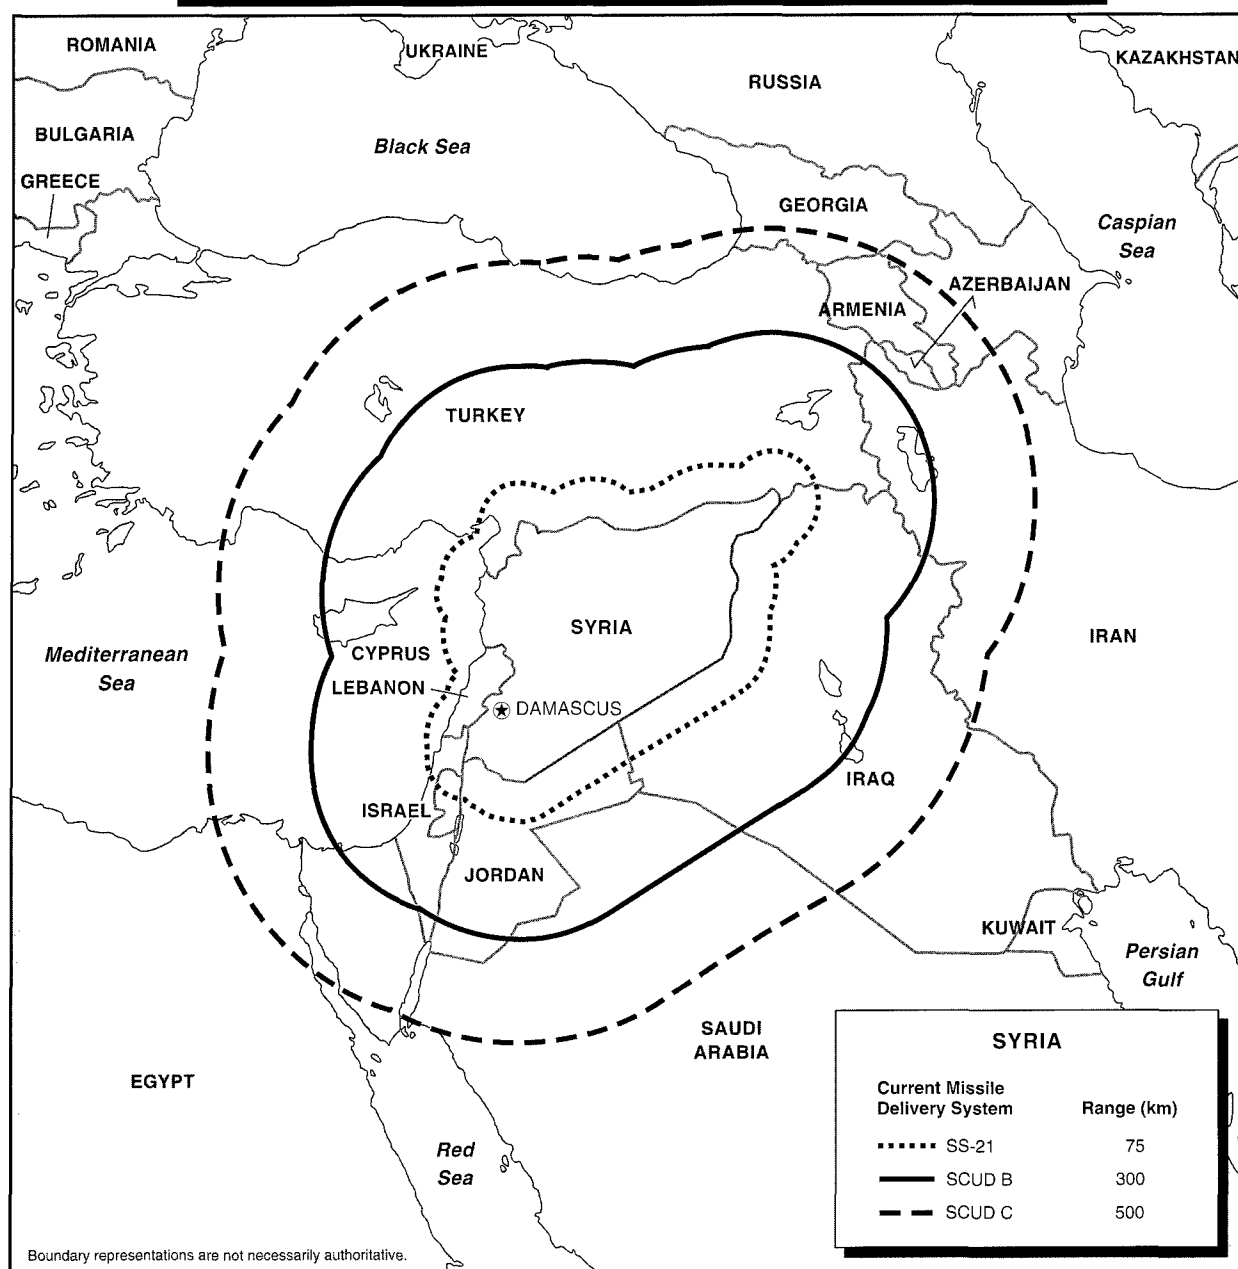 ROMANIA
UKRAINE
RUSSIA
KAZAKHSTAN
BULGARIA
Black Sea
GREECE
GEORGIA
Caspian
Sea
AZERBAIJAN
ARMENIA
TURKEY
SYRIA
IRAN
Mediterranean
Sea
CYPRUS
LEBANON
DAMASCUS
IRAQ
ISRAEL
JORDAN
KUWAIT
Persian
Gulf
SAUDI
ARABIA
EGYPT
Red
Sea
SYRIA
Current Missile
Delivery System Range (km)
SS-21 75
SCUD B 300
SCUD C 500
Boundary representations are not necessarily authoritative.